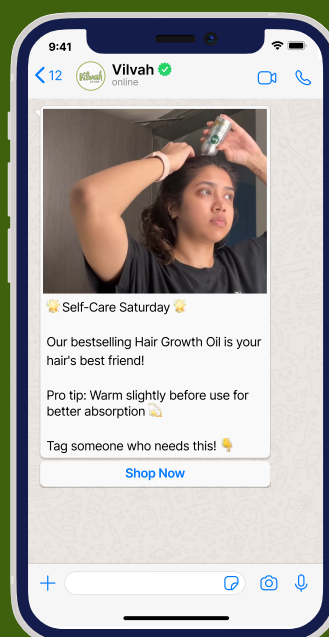 9:41
12
Vilvah
Vilvah
online
🌟Self-Care Saturday 🌟
Our bestselling Hair Growth Oil is your
hair's best friend!
Pro tip: Warm slightly before use for
better absorption 💫
Tag someone who needs this! 👇
Shop Now